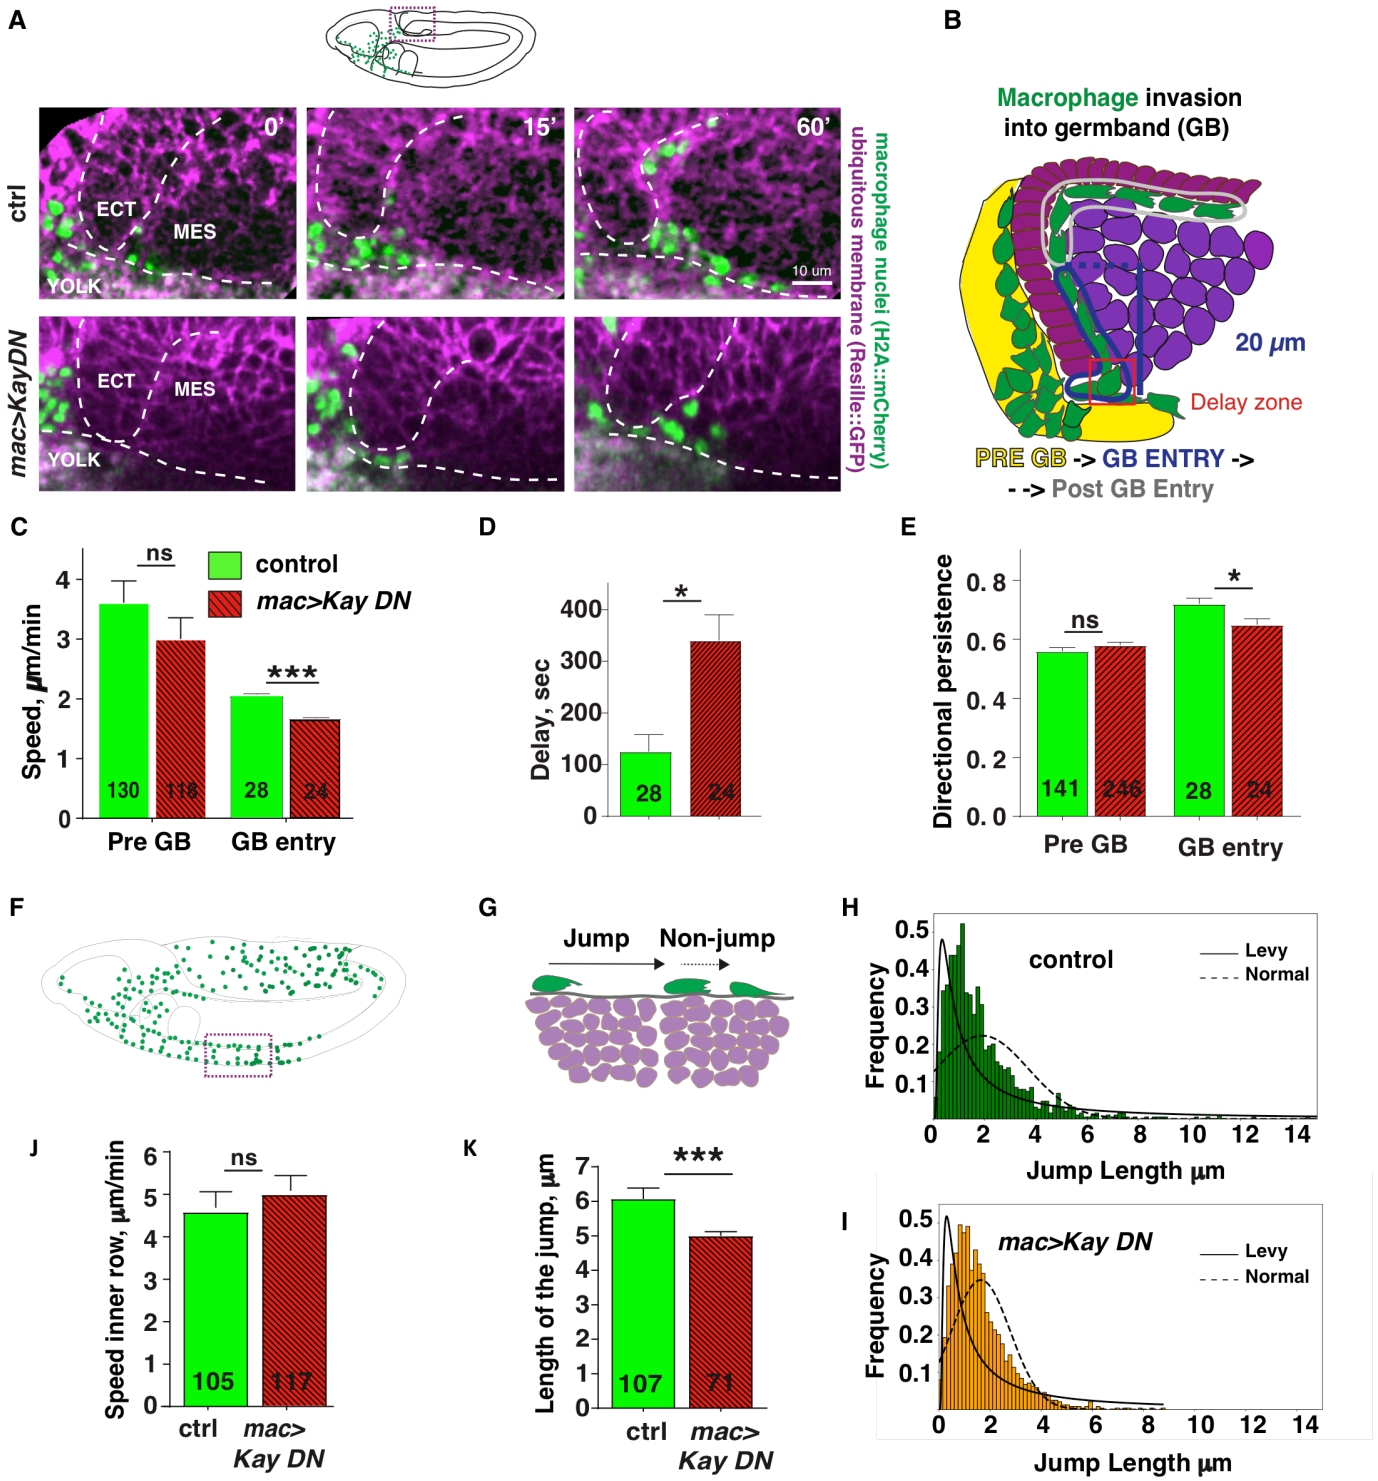 A
0'
15'
60'
ctrl
ECT
MES
YOLK
10 um
mac>KayDN
ECT
MES
YOLK
macrophage nuclei (H2A::mCherry)
ubiquitous membrane (Resille::GFP)
B
Macrophage invasion
into germband (GB)
20 µm
Delay zone
PRE GB -> GB ENTRY ->
- -> Post GB Entry
C
Speed, µm/min
4
3
2
1
0
ns
***
control
mac>Kay DN
130
118
28
24
Pre GB
GB entry
D
Delay, sec
400
300
200
100
0
*
28
24
E
Directional persistence
0. 8
0. 6
0. 4
0. 2
0. 0
ns
*
141
246
28
24
Pre GB
GB entry
F
G
Jump
Non-jump
H
Frequency
0.5
0.4
0.3
0.2
0.1
control
Levy
Normal
0 2 4 6 8 10 12 14
Jump Length µm
J
Speed inner row, µm/min
6
5
4
3
2
1
0
ns
105
117
ctrl
mac>
Kay DN
K
Length of the jump, µm
7
6
5
4
3
2
1
0
***
107
71
ctrl
mac>
Kay DN
I
Frequency
0.5
0.4
0.3
0.2
0.1
mac>Kay DN
Levy
Normal
0 2 4 6 8 10 12 14
Jump Length µm